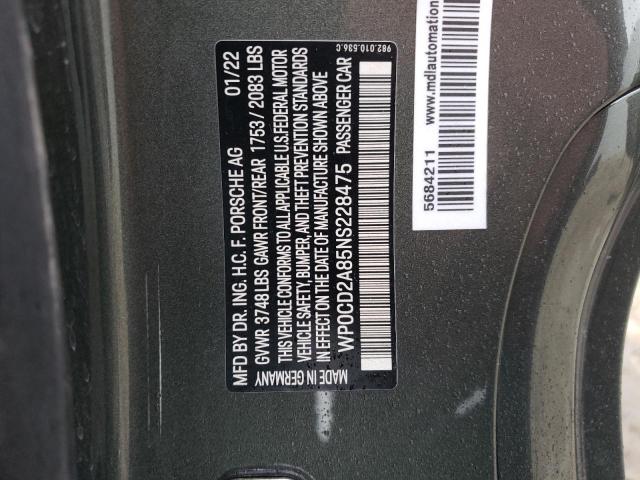 MFD BY DR. ING. H.C. F. PORSCHE AG 01/22
GVWR 3748 LBS GAWR FRONT/REAR 1753 / 2083 LBS
THIS VEHICLE CONFORMS TO ALL APPLICABLE U.S. FEDERAL MOTOR
VEHICLE SAFETY, BUMPER, AND THEFT PREVENTION STANDARDS
IN EFFECT ON THE DATE OF MANUFACTURE SHOWN ABOVE
WP0CD2A85NS228475 PASSENGER CAR
MADE IN GERMANY
982.010.536.C
5684211
www.mdlautomation